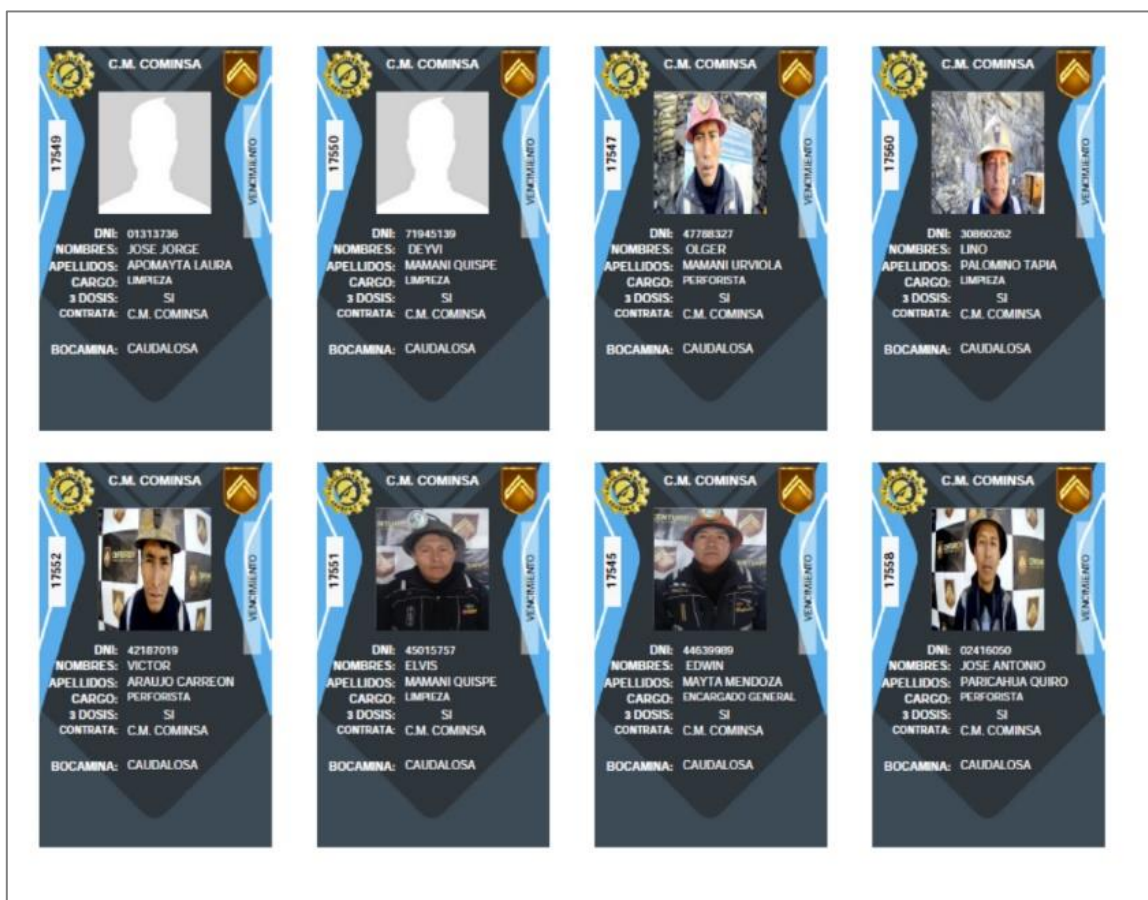 C.M. COMINSA
17549
VENCIMIENTO
DNI: 01313736
NOMBRES: JOSE JORGE
APELLIDOS: APOMAYTA LAURA
CARGO: LIMPIEZA
3 DOSIS: SI
CONTRATA: C.M. COMINSA
BOCAMINA: CAUDALOSA
C.M. COMINSA
17550
VENCIMIENTO
DNI: 71945139
NOMBRES: DEYVI
APELLIDOS: MAMANI QUISPE
CARGO: LIMPIEZA
3 DOSIS: SI
CONTRATA: C.M. COMINSA
BOCAMINA: CAUDALOSA
C.M. COMINSA
17547
VENCIMIENTO
DNI: 47788327
NOMBRES: OLGER
APELLIDOS: MAMANI URVIOLA
CARGO: PERFORISTA
3 DOSIS: SI
CONTRATA: C.M. COMINSA
BOCAMINA: CAUDALOSA
C.M. COMINSA
17560
VENCIMIENTO
DNI: 30860262
NOMBRES: LINO
APELLIDOS: PALOMINO TAPIA
CARGO: LIMPIEZA
3 DOSIS: SI
CONTRATA: C.M. COMINSA
BOCAMINA: CAUDALOSA
C.M. COMINSA
17552
VENCIMIENTO
DNI: 42187019
NOMBRES: VICTOR
APELLIDOS: ARAUJO CARREON
CARGO: PERFORISTA
3 DOSIS: SI
CONTRATA: C.M. COMINSA
BOCAMINA: CAUDALOSA
C.M. COMINSA
17551
VENCIMIENTO
DNI: 45015757
NOMBRES: ELVIS
APELLIDOS: MAMANI QUISPE
CARGO: LIMPIEZA
3 DOSIS: SI
CONTRATA: C.M. COMINSA
BOCAMINA: CAUDALOSA
C.M. COMINSA
17545
VENCIMIENTO
DNI: 44639989
NOMBRES: EDWIN
APELLIDOS: MAYTA MENDOZA
CARGO: ENCARGADO GENERAL
3 DOSIS: SI
CONTRATA: C.M. COMINSA
BOCAMINA: CAUDALOSA
C.M. COMINSA
17558
VENCIMIENTO
DNI: 02416050
NOMBRES: JOSE ANTONIO
APELLIDOS: PARICAHUA QUIRO
CARGO: PERFORISTA
3 DOSIS: SI
CONTRATA: C.M. COMINSA
BOCAMINA: CAUDALOSA